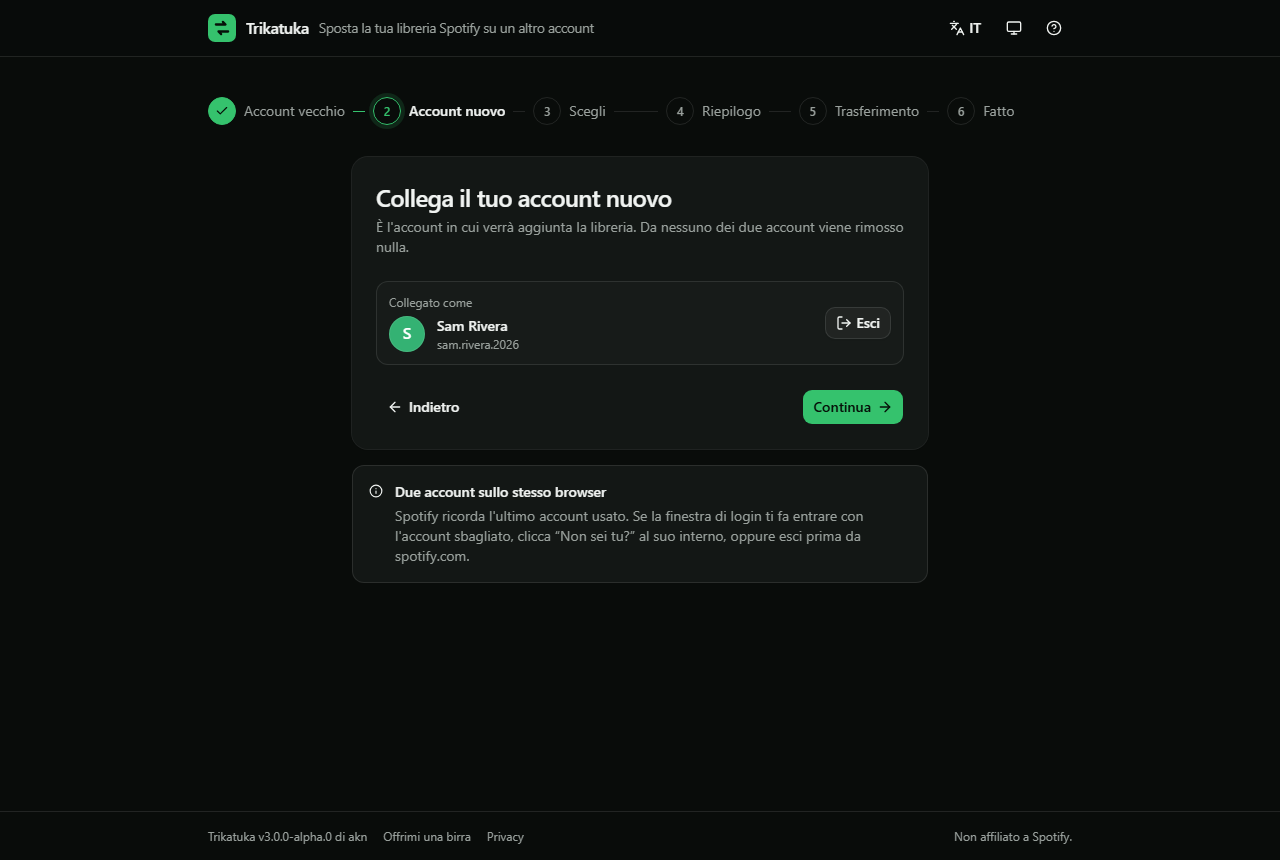 Trikatuka Sposta la tua libreria Spotify su un altro account IT
Account vecchio 2 Account nuovo 3 Scegli 4 Riepilogo 5 Trasferimento 6 Fatto
Collega il tuo account nuovo
È l'account in cui verrà aggiunta la libreria. Da nessuno dei due account viene rimosso
nulla.
Collegato come
S Sam Rivera
sam.rivera.2026
Esci
Indietro Continua
Due account sullo stesso browser
Spotify ricorda l'ultimo account usato. Se la finestra di login ti fa entrare con
l'account sbagliato, clicca “Non sei tu?” al suo interno, oppure esci prima da
spotify.com.
Trikatuka v3.0.0-alpha.0 di akn Offrimi una birra Privacy Non affiliato a Spotify.